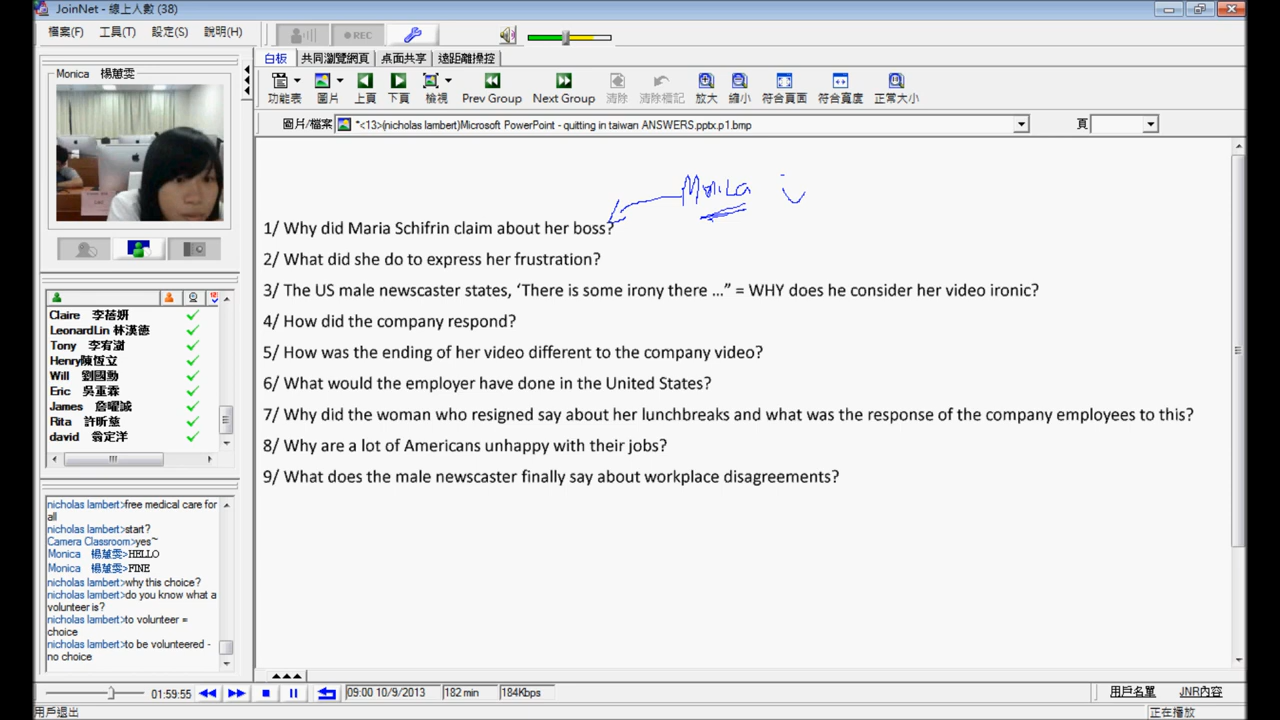 JoinNet - 線上人數 (38)
檔案(F) 工具(T) 設定(S) 說明(H)
REC
Monica 楊慧雯
白板 共同瀏覽網頁 桌面共享 遠距離操控
功能表 圖片 上頁 下頁 檢視 Prev Group Next Group 清除 清除標記 放大 縮小 符合頁面 符合寬度 正常大小
圖片/檔案 *<13>(nicholas lambert)Microsoft PowerPoint - quitting in taiwan ANSWERS.pptx.p1.bmp 頁
Monica
1/ Why did Maria Schifrin claim about her boss?
2/ What did she do to express her frustration?
3/ The US male newscaster states, ‘There is some irony there …” = WHY does he consider her video ironic?
4/ How did the company respond?
5/ How was the ending of her video different to the company video?
6/ What would the employer have done in the United States?
7/ Why did the woman who resigned say about her lunchbreaks and what was the response of the company employees to this?
8/ Why are a lot of Americans unhappy with their jobs?
9/ What does the male newscaster finally say about workplace disagreements?
Claire 李蓓妍
LeonardLin 林漢德
Tony 李宥澍
Henry陳恆立
Will 劉國勳
Eric 吳重霖
James 詹曜誠
Rita 許昕慈
david 翁定洋
nicholas lambert>free medical care for
all
nicholas lambert>start?
Camera Classroom>yes~
Monica 楊慧雯>HELLO
Monica 楊慧雯>FINE
nicholas lambert>why this choice?
nicholas lambert>do you know what a
volunteer is?
nicholas lambert>to volunteer =
choice
nicholas lambert>to be volunteered -
no choice
01:59:55 09:00 10/9/2013 182 min 184Kbps 用戶名單 JNR內容
用戶退出 正在播放